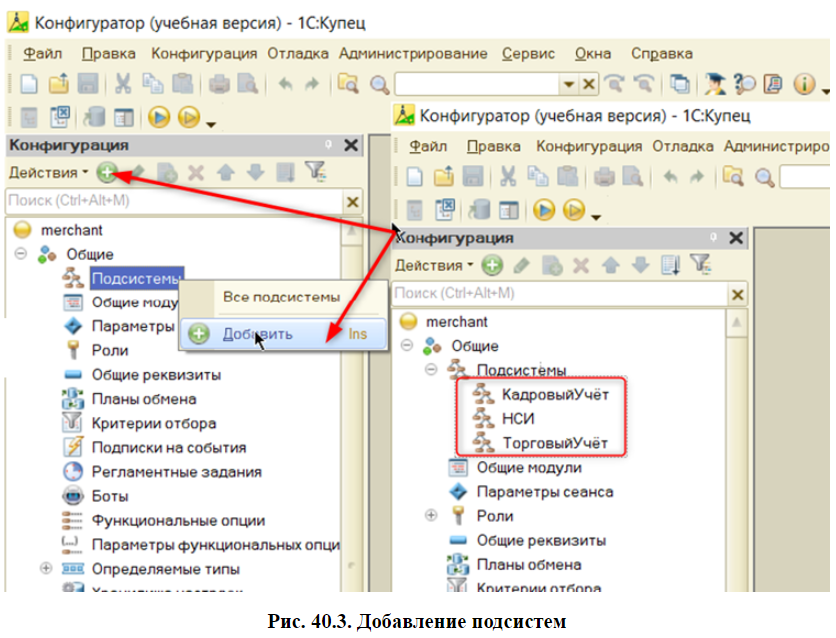 Конфигуратор (учебная версия) - 1С:Купец
Файл Правка Конфигурация Отладка Администрирование Сервис Окна Справка
Конфигурация
Действия
Поиск (Ctrl+Alt+M)
merchant
Общие
Подсистемы
Общие моду
Параметры
Роли
Общие реквизиты
Планы обмена
Критерии отбора
Подписки на события
Регламентные задания
Боты
Функциональные опции
Параметры функциональных опци
Определяемые типы
Все подсистемы
Добавить Ins
Конфигуратор (учебная версия) - 1С:Купец
Файл Правка Конфигурация Отладка Администриро
Конфигурация
Действия
Поиск (Ctrl+Alt+M)
merchant
Общие
Подсистемы
КадровыйУчёт
НСИ
ТорговыйУчёт
Общие модули
Параметры сеанса
Роли
Общие реквизиты
Планы обмена
Критерии отбора
Рис. 40.3. Добавление подсистем